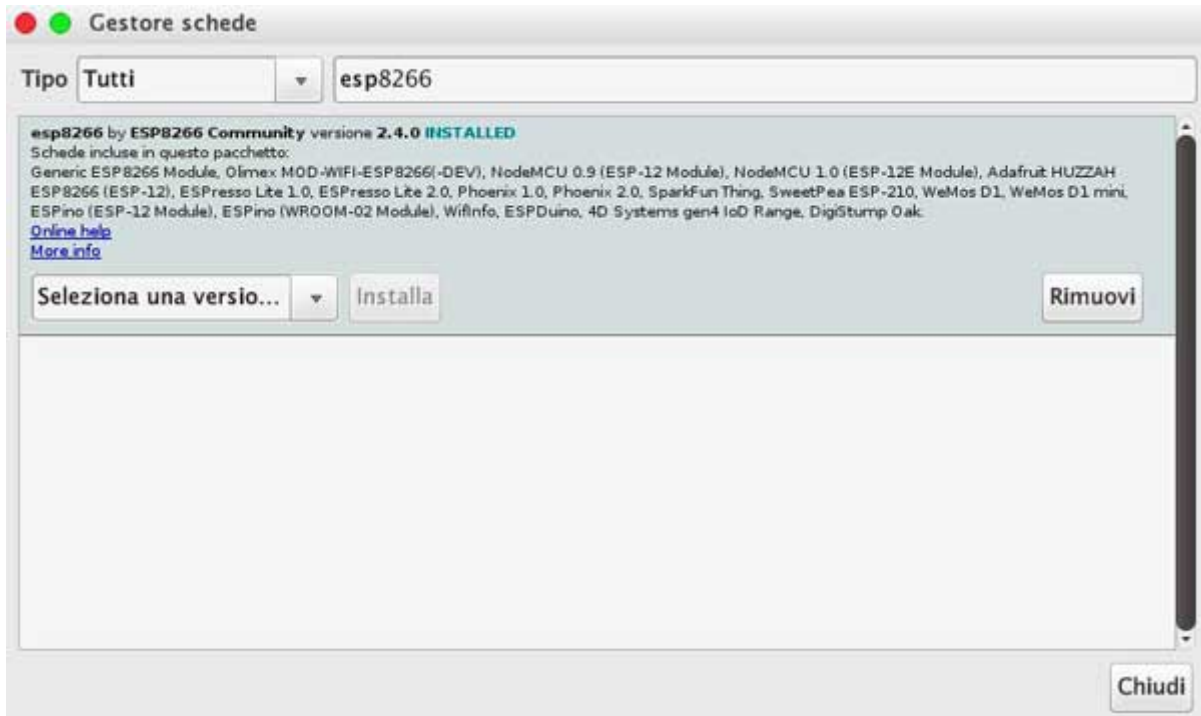 Gestore schede
Tipo Tutti esp8266
esp8266 by ESP8266 Community versione 2.4.0 INSTALLED
Schede incluse in questo pacchetto:
Generic ESP8266 Module, Olimex MOD-WIFI-ESP8266(-DEV), NodeMCU 0.9 (ESP-12 Module), NodeMCU 1.0 (ESP-12E Module), Adafruit HUZZAH
ESP8266 (ESP-12), ESPresso Lite 1.0, ESPresso Lite 2.0, Phoenix 1.0, Phoenix 2.0, SparkFun Thing, SweetPea ESP-210, WeMos D1, WeMos D1 mini,
ESPino (ESP-12 Module), ESPino (WROOM-02 Module), WifInfo, ESPDuino, 4D Systems gen4 IoD Range, DigiStump Oak.
Online help
More info
Seleziona una versio... Installa Rimuovi
Chiudi